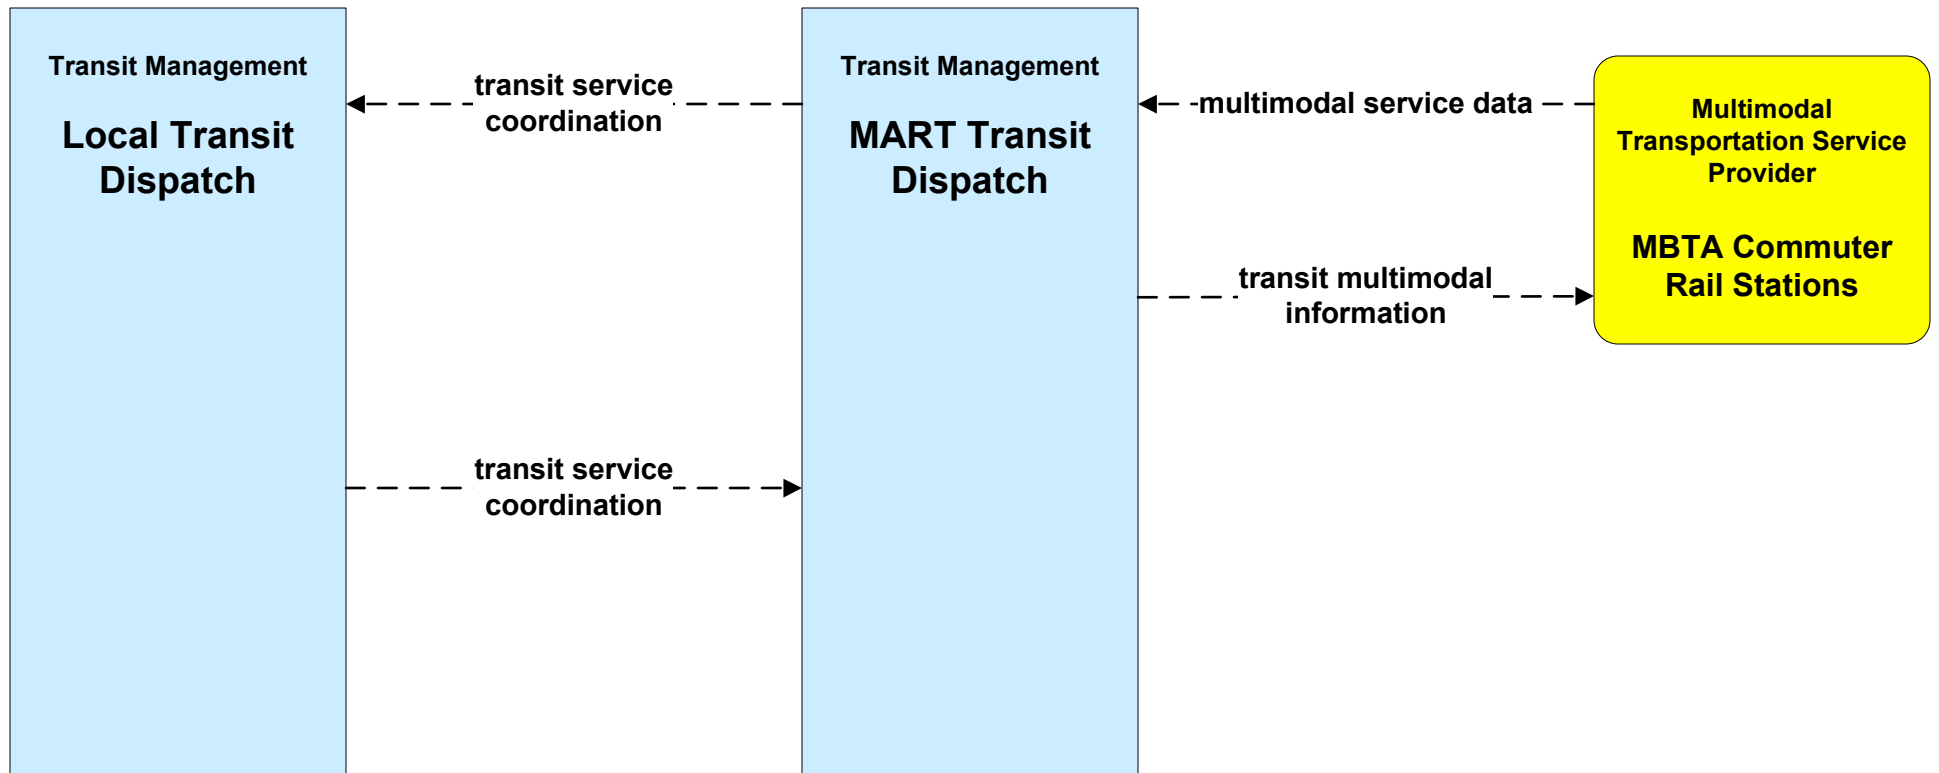 Transit Management
Local Transit
Dispatch
transit service
coordination
transit service
coordination
Transit Management
MART Transit
Dispatch
multimodal service data
transit multimodal
information
Multimodal
Transportation Service
Provider
MBTA Commuter
Rail Stations